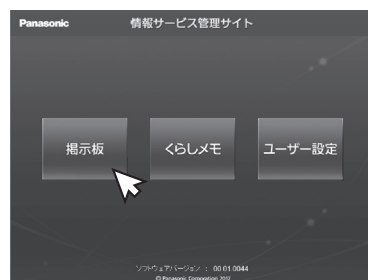 Panasonic 情報サービス管理サイト
掲示板 くらしメモ ユーザー設定
ソフトウェアバージョン : 00.01.0044
© Panasonic Corporation 2012